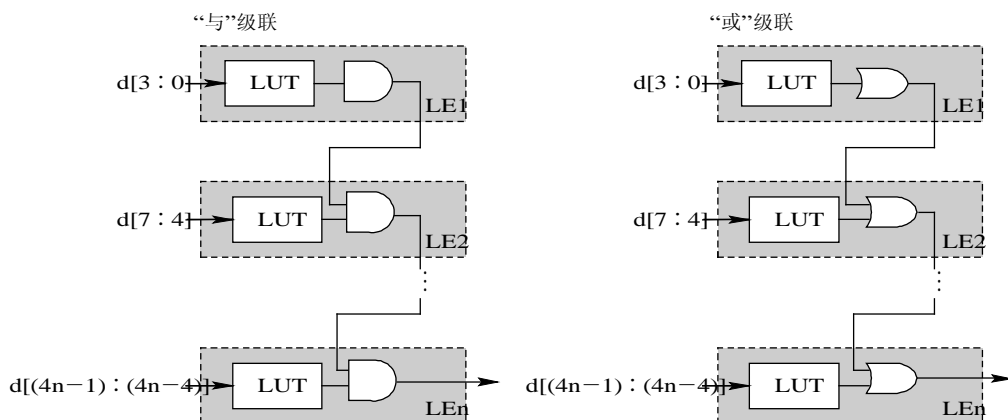 “与”级联
d[3：0]
LUT
LE1
d[7：4]
LUT
LE2
⋮
d[(4n－1)：(4n－4)]
LUT
LEn
“或”级联
d[3：0]
LUT
LE1
d[7：4]
LUT
LE2
⋮
d[(4n－1)：(4n－4)]
LUT
LEn